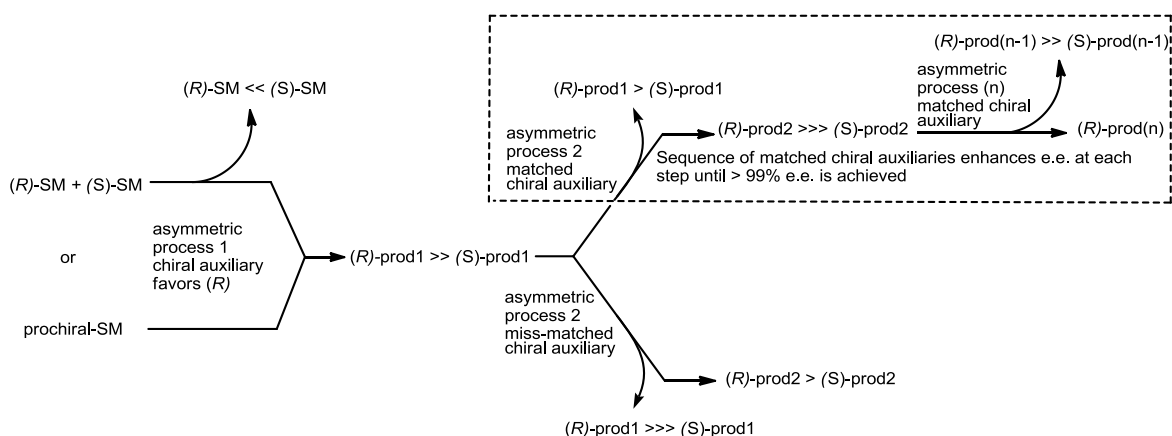 (R)-prod(n-1) >> (S)-prod(n-1)
(R)-SM << (S)-SM
(R)-prod1 > (S)-prod1
asymmetric
process (n)
matched chiral
auxiliary
asymmetric
process 2
matched
chiral auxiliary
(R)-prod2 >>> (S)-prod2
(R)-prod(n)
Sequence of matched chiral auxiliaries enhances e.e. at each
step until > 99% e.e. is achieved
(R)-SM + (S)-SM
or
prochiral-SM
asymmetric
process 1
chiral auxiliary
favors (R)
(R)-prod1 >> (S)-prod1
asymmetric
process 2
miss-matched
chiral auxiliary
(R)-prod2 > (S)-prod2
(R)-prod1 >>> (S)-prod1